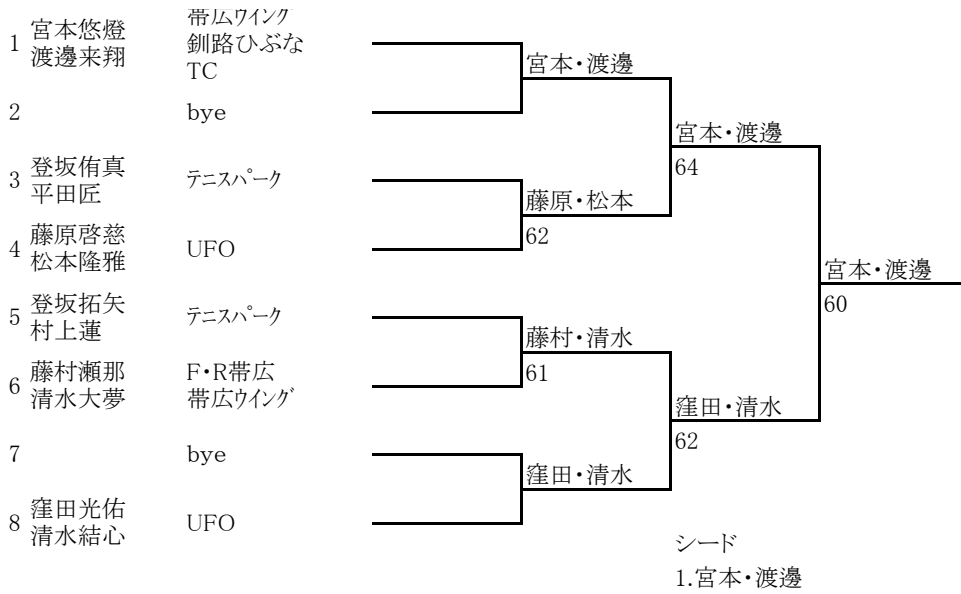 帯広ウイング
1 宮本悠燈 釧路ひぶな
渡邊来翔 TC
宮本・渡邊
2 bye
宮本・渡邊
64
3 登坂侑真 テニスパーク
平田匠
藤原・松本
62
4 藤原啓慈 UFO
松本隆雅
宮本・渡邊
60
5 登坂拓矢 テニスパーク
村上蓮
藤村・清水
61
6 藤村瀬那 F・R帯広
清水大夢 帯広ウイング
窪田・清水
62
7 bye
窪田・清水
8 窪田光佑 UFO
清水結心
シード
1.宮本・渡邊